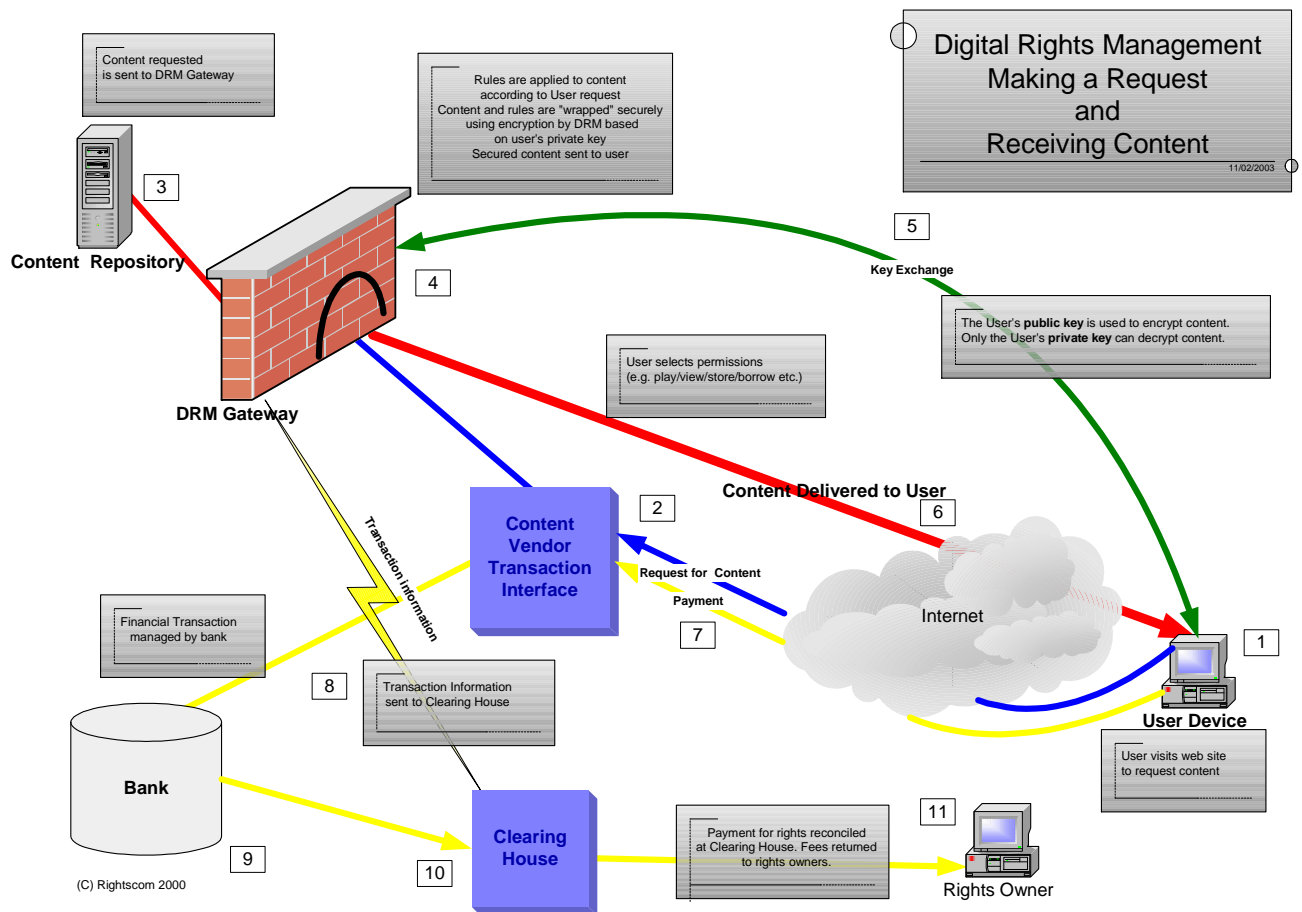 Digital Rights Management
Making a Request
and
Receiving Content
11/02/2003
Content requested
is sent to DRM Gateway
Rules are applied to content
according to User request
Content and rules are "wrapped" securely
using encryption by DRM based
on user's private key
Secured content sent to user
3
Content Repository
4
5
Key Exchange
The User's public key is used to encrypt content.
Only the User's private key can decrypt content.
User selects permissions
(e.g. play/view/store/borrow etc.)
DRM Gateway
Content Delivered to User
6
2
Content
Vendor
Transaction
Interface
Request for Content
Payment
7
Internet
1
User Device
User visits web site
to request content
Transaction information
Financial Transaction
managed by bank
8
Transaction Information
sent to Clearing House
Bank
9
10
Clearing
House
Payment for rights reconciled
at Clearing House. Fees returned
to rights owners.
11
Rights Owner
(C) Rightscom 2000